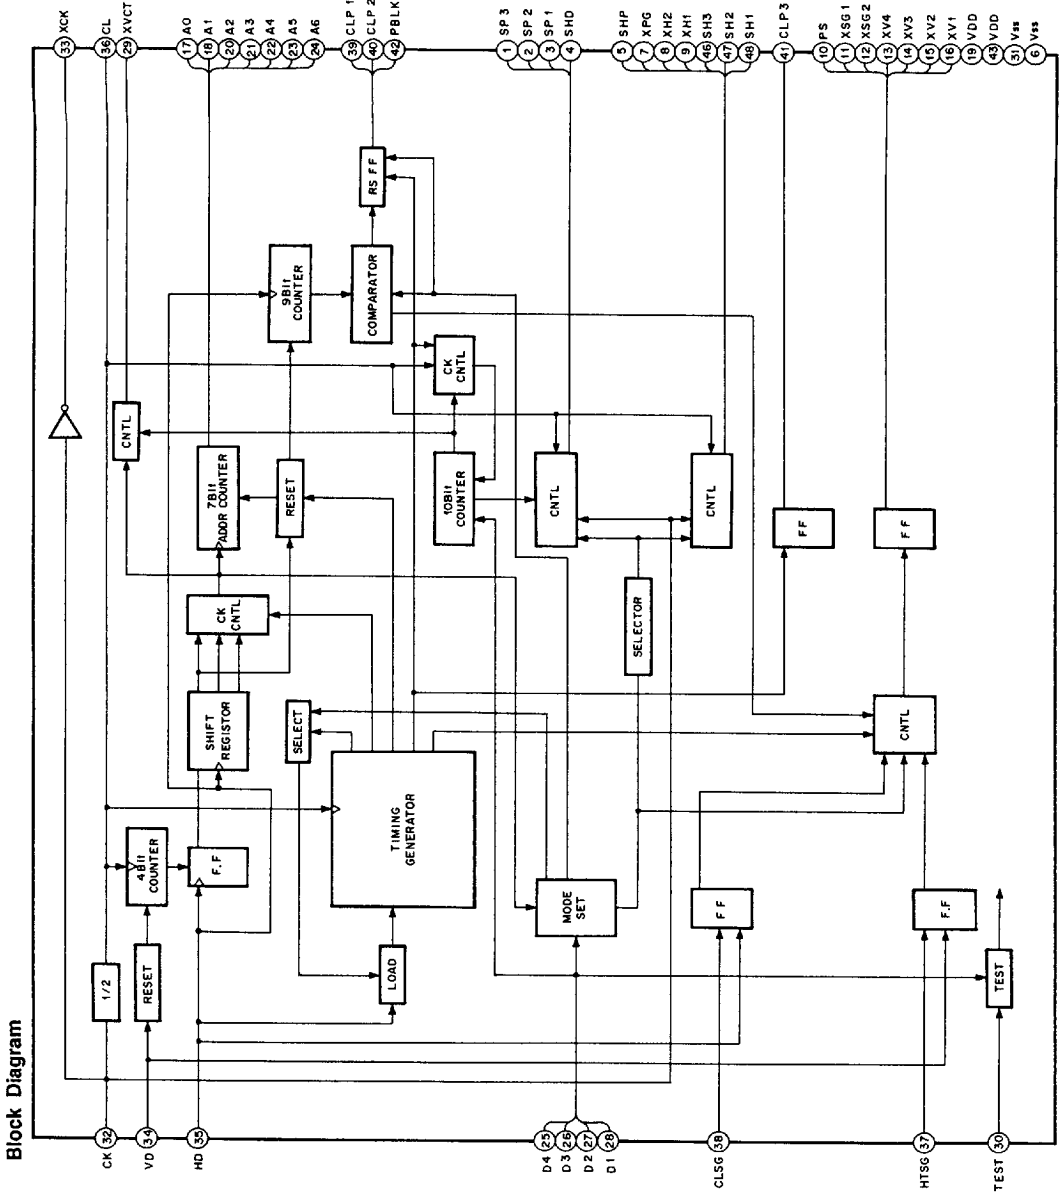 Block Diagram
33 XCK
36 CL
29 XVCT
17 A0
18 A1
20 A2
21 A3
22 A4
23 A5
24 A6
39 CLP 1
40 CLP 2
42 PBLK
1 SP 3
2 SP 2
3 SP 1
4 SHD
5 SHP
7 XPG
8 XH2
9 XH1
46 SH3
47 SH2
48 SH1
41 CLP3
10 PS
11 XSG 1
12 XSG 2
13 XV4
14 XV3
15 XV2
16 XV1
19 VDD
43 VDD
31 Vss
6 Vss
RS FF
9Bit
COUNTER
COMPARATOR
CK
CNTL
CNTL
7Bit
ADDR COUNTER
RESET
10Bit
COUNTER
CNTL
CNTL
FF
FF
CK
CNTL
SELECTOR
SHIFT
REGISTOR
SELECT
CNTL
TIMING
GENERATOR
4Bit
COUNTER
F.F
MODE
SET
FF
F.F
1/2
RESET
LOAD
TEST
CK 32
VD 34
HD 35
D4 25
D3 26
D2 27
D1 28
CLSG 38
HTSG 37
TEST 30